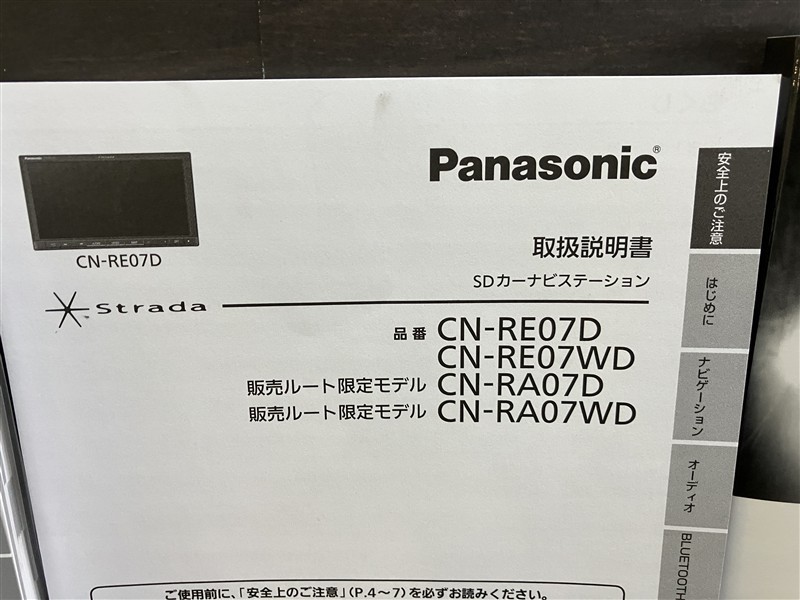 Panasonic®
Panasonic
CN-RE07D
取扱説明書
SDカーナビステーション
Strada
品番 CN-RE07D
CN-RE07WD
販売ルート限定モデル CN-RA07D
販売ルート限定モデル CN-RA07WD
ご使用前に、「安全上のご注意」(P.4〜7)を必ずお読みください。
安全上のご注意
はじめに
ナビゲーション
オーディオ
BLUETOOTH